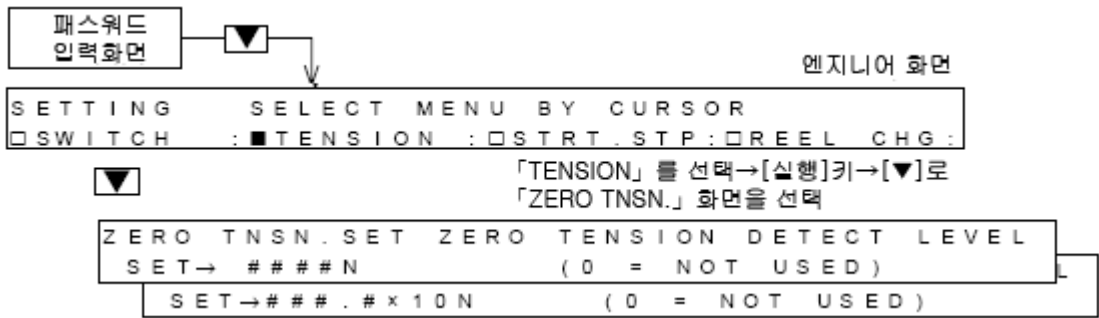 패스워드
입력화면
▼
엔지니어 화면
SETTING SELECT MENU BY CURSOR
□SWITCH :■TENSION :□STRT.STP:□REEL CHG:
▼
「TENSION」를 선택→[실행]키→[▼]로
「ZERO TNSN.」화면을 선택
ZERO TNSN.SET ZERO TENSION DETECT LEVEL
SET→ ####N (0 = NOT USED)
L
SET→###.#×10N (0 = NOT USED)